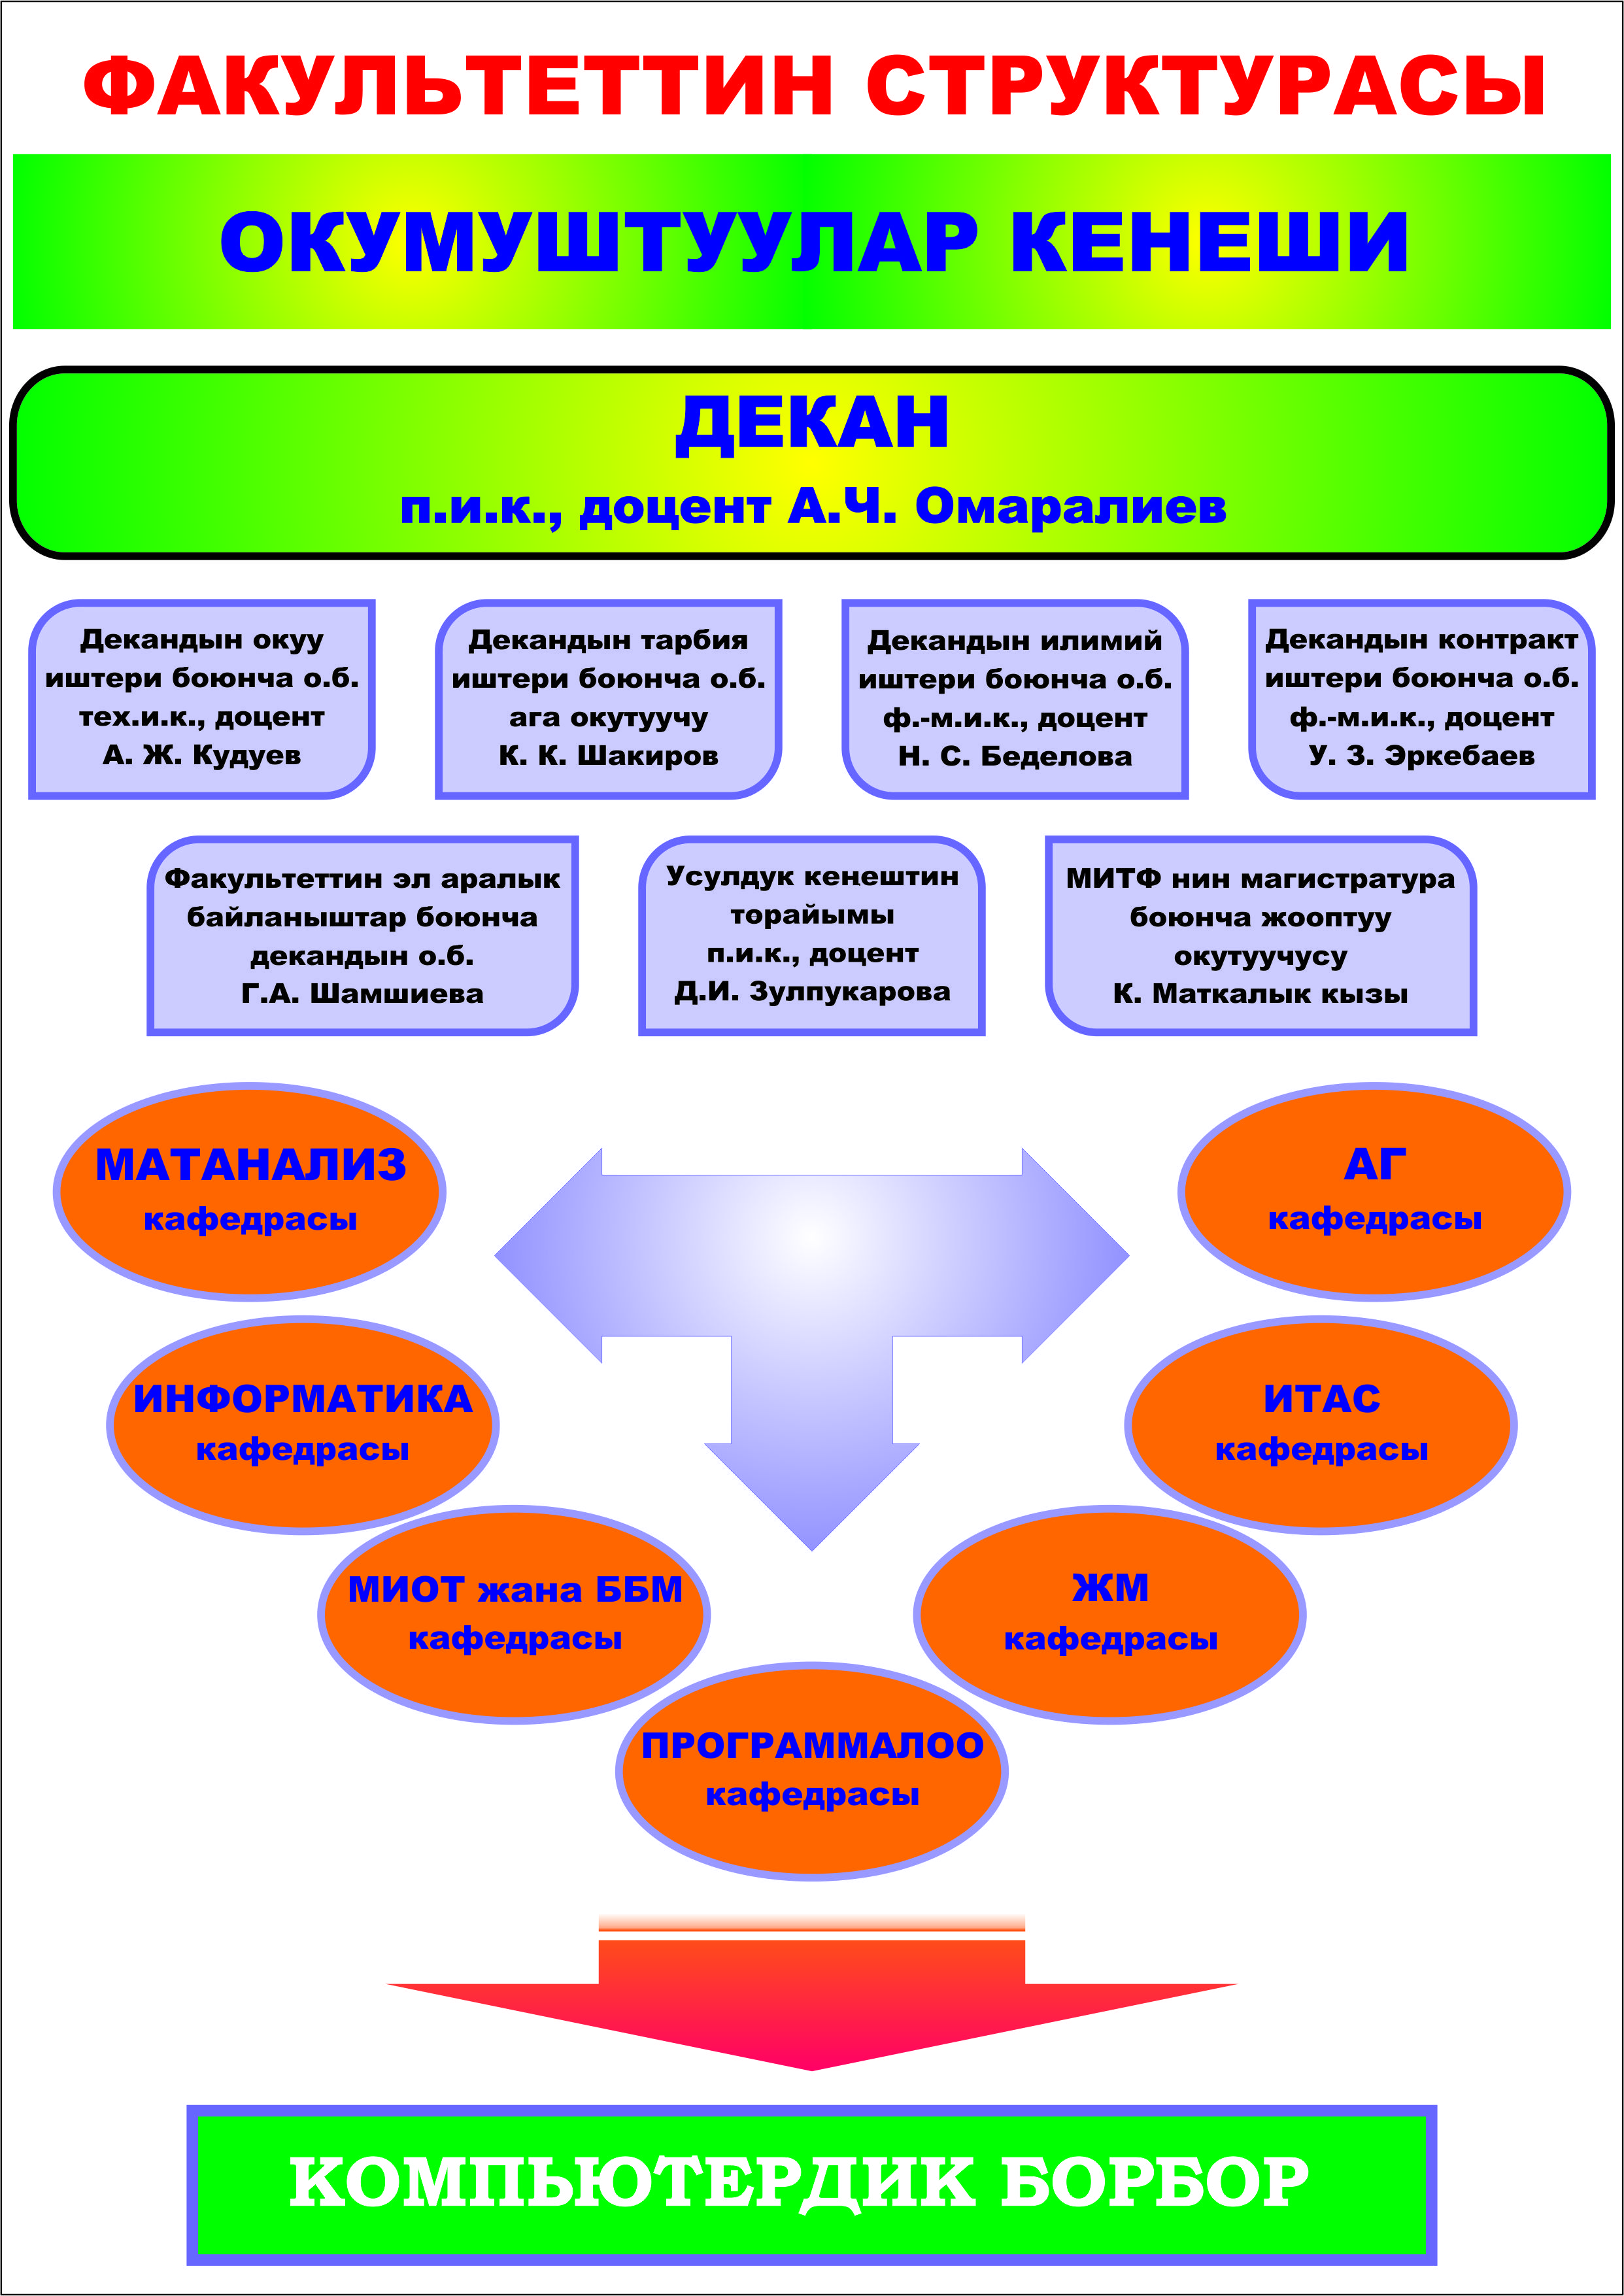 ФАКУЛЬТЕТТИН СТРУКТУРАСЫ
ОКУМУШТУУЛАР КЕНЕШИ
ДЕКАН
п.и.к., доцент А.Ч. Омаралиев
Декандын окуу
иштери боюнча о.б.
тех.и.к., доцент
А. Ж. Кудуев
Декандын тарбия
иштери боюнча о.б.
ага окутуучу
К. К. Шакиров
Декандын илимий
иштери боюнча о.б.
ф.-м.и.к., доцент
Н. С. Беделова
Декандын контракт
иштери боюнча о.б.
ф.-м.и.к., доцент
У. З. Эркебаев
Факультеттин эл аралык
байланыштар боюнча
декандын о.б.
Г.А. Шамшиева
Усулдук кенештин
төрайымы
п.и.к., доцент
Д.И. Зулпукарова
МИТФ нин магистратура
боюнча жооптуу
окутуучусу
К. Маткалык кызы
МАТАНАЛИЗ
кафедрасы
АГ
кафедрасы
ИНФОРМАТИКА
кафедрасы
ИТАС
кафедрасы
МИОТ жана ББМ
кафедрасы
ЖМ
кафедрасы
ПРОГРАММАЛОО
кафедрасы
КОМПЬЮТЕРДИК БОРБОР